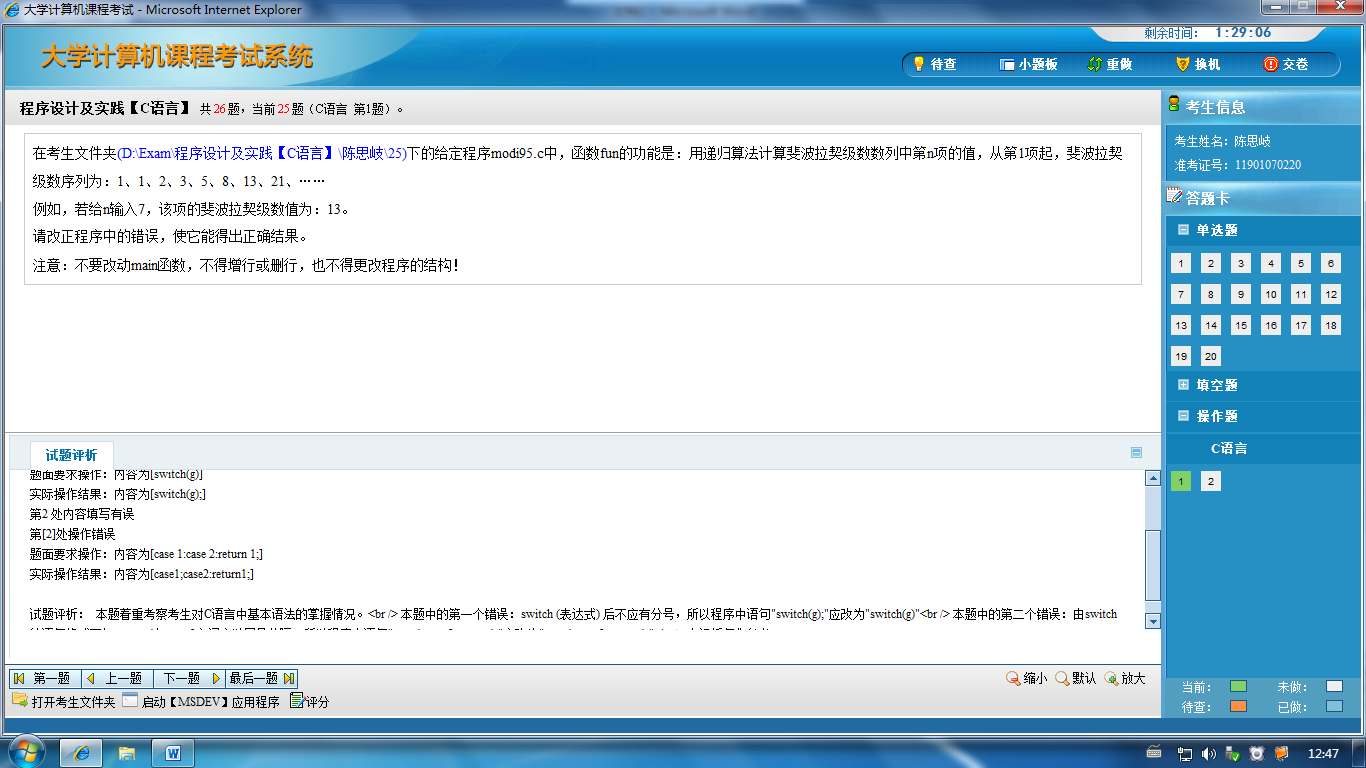 大学计算机课程考试 - Microsoft Internet Explorer
大学计算机课程考试系统
剩余时间： 1:29:06
待查 小题板 重做 换机 交卷
程序设计及实践【C语言】 共26题，当前25题（C语言 第1题）。
在考生文件夹(D:\Exam\程序设计及实践【C语言】\陈思岐\25)下的给定程序modi95.c中，函数fun的功能是：用递归算法计算斐波拉契级数数列中第n项的值，从第1项起，斐波拉契
级数序列为：1、1、2、3、5、8、13、21、……
例如，若给n输入7，该项的斐波拉契级数值为：13。
请改正程序中的错误，使它能得出正确结果。
注意：不要改动main函数，不得增行或删行，也不得更改程序的结构！
试题评析
题面要求操作：内容为[switch(g)]
实际操作结果：内容为[switch(g);]
第2 处内容填写有误
第[2]处操作错误
题面要求操作：内容为[case 1:case 2:return 1;]
实际操作结果：内容为[case1;case2:return1;]
试题评析： 本题着重考察考生对C语言中基本语法的掌握情况。<br /> 本题中的第一个错误：switch (表达式) 后不应有分号，所以程序中语句"switch(g);"应改为"switch(g)"<br /> 本题中的第二个错误：由switch
考生信息
考生姓名：陈思岐
准考证号：11901070220
答题卡
单选题
1 2 3 4 5 6
7 8 9 10 11 12
13 14 15 16 17 18
19 20
填空题
操作题
C语言
1 2
第一题 上一题 下一题 最后一题 缩小 默认 放大
打开考生文件夹 启动【MSDEV】应用程序 评分
当前： 未做：
待查： 已做：
12:47